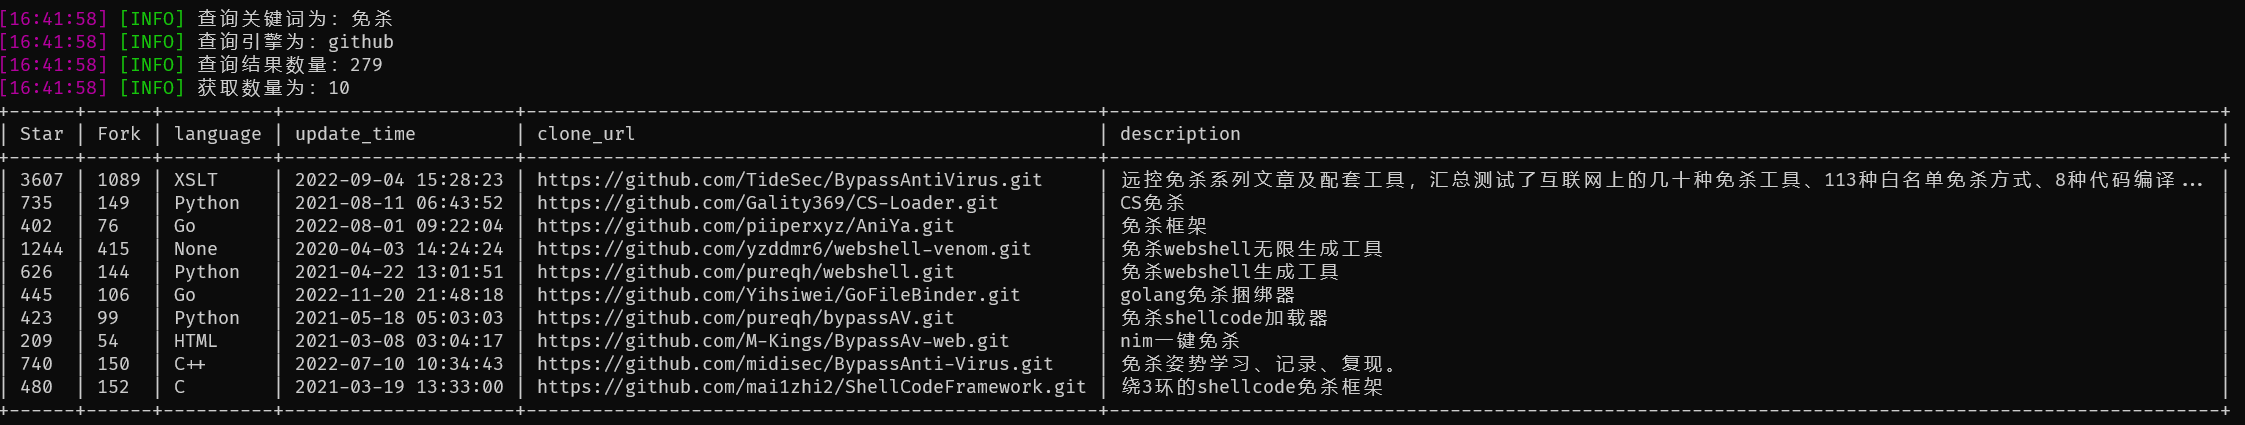 [16:41:58] [INFO] 查询关键词为：免杀
[16:41:58] [INFO] 查询引擎为：github
[16:41:58] [INFO] 查询结果数量：279
[16:41:58] [INFO] 获取数量为：10
| Star | Fork | language | update_time | clone_url | description |
| 3607 | 1089 | XSLT | 2022-09-04 15:28:23 | https://github.com/TideSec/BypassAntiVirus.git | 远控免杀系列文章及配套工具，汇总测试了互联网上的几十种免杀工具、113种白名单免杀方式、8种代码编译... |
| 735 | 149 | Python | 2021-08-11 06:43:52 | https://github.com/Gality369/CS-Loader.git | CS免杀 |
| 402 | 76 | Go | 2022-08-01 09:22:04 | https://github.com/piiperxyz/AniYa.git | 免杀框架 |
| 1244 | 415 | None | 2020-04-03 14:24:24 | https://github.com/yzddmr6/webshell-venom.git | 免杀webshell无限生成工具 |
| 626 | 144 | Python | 2021-04-22 13:01:51 | https://github.com/pureqh/webshell.git | 免杀webshell生成工具 |
| 445 | 106 | Go | 2022-11-20 21:48:18 | https://github.com/Yihsiwei/GoFileBinder.git | golang免杀捆绑器 |
| 423 | 99 | Python | 2021-05-18 05:03:03 | https://github.com/pureqh/bypassAV.git | 免杀shellcode加载器 |
| 209 | 54 | HTML | 2021-03-08 03:04:17 | https://github.com/M-Kings/BypassAv-web.git | nim一键免杀 |
| 740 | 150 | C++ | 2022-07-10 10:34:43 | https://github.com/midisec/BypassAnti-Virus.git | 免杀姿势学习、记录、复现。 |
| 480 | 152 | C | 2021-03-19 13:33:00 | https://github.com/mai1zhi2/ShellCodeFramework.git | 绕3环的shellcode免杀框架 |